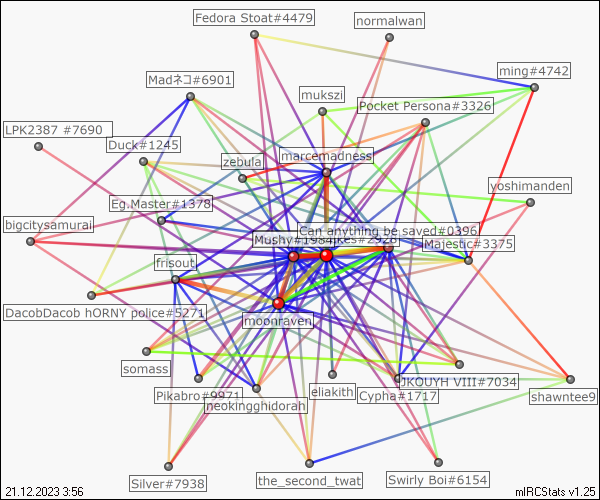 Fedora Stoat#4479
normalwan
ming#4742
Madネコ#6901
mukszi
Pocket Persona#3326
LPK2387 #7690
Duck#1245
zebula
marcemadness
yoshimanden
Eg.Master#1378
bigcitysamurai
Can anything be saved#0396
Mushy#1984
#2928
Majestic#3375
frisout
DacobDacob hORNY police#5271
moonraven
somass
JKOUYH VIII#7034
Pikabro#9971
eliakith
Cypha#1717
shawntee9
neokingghidorah
Silver#7938
the_second_twat
Swirly Boi#6154
21.12.2023 3:56
mIRCStats v1.25